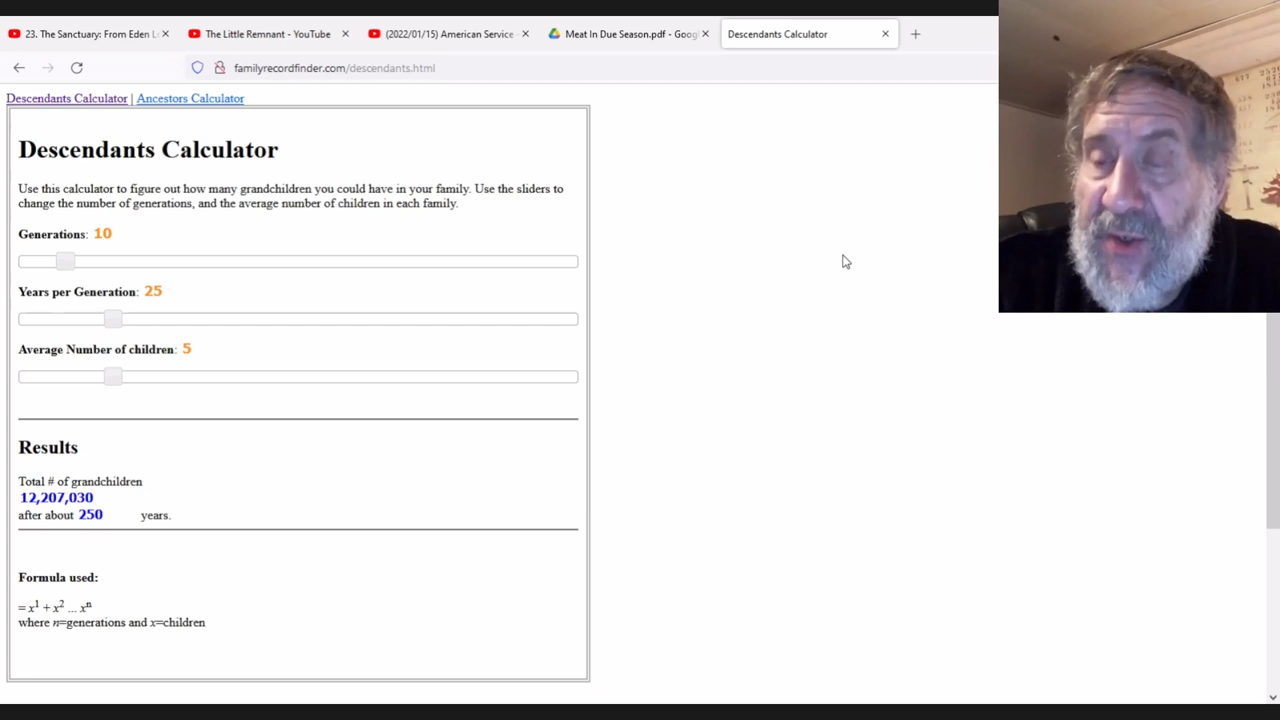 23. The Sanctuary: From Eden L
The Little Remnant - YouTube
(2022/01/15) American Service -
Meat In Due Season.pdf - Goog
Descendants Calculator
familyrecordfinder.com/descendants.html
Descendants Calculator | Ancestors Calculator
Descendants Calculator
Use this calculator to figure out how many grandchildren you could have in your family. Use the sliders to
change the number of generations, and the average number of children in each family.
Generations: 10
Years per Generation: 25
Average Number of children: 5
Results
Total # of grandchildren
12,207,030
after about 250 years.
Formula used:
= x¹ + x² ... xⁿ
where n=generations and x=children
677
2520